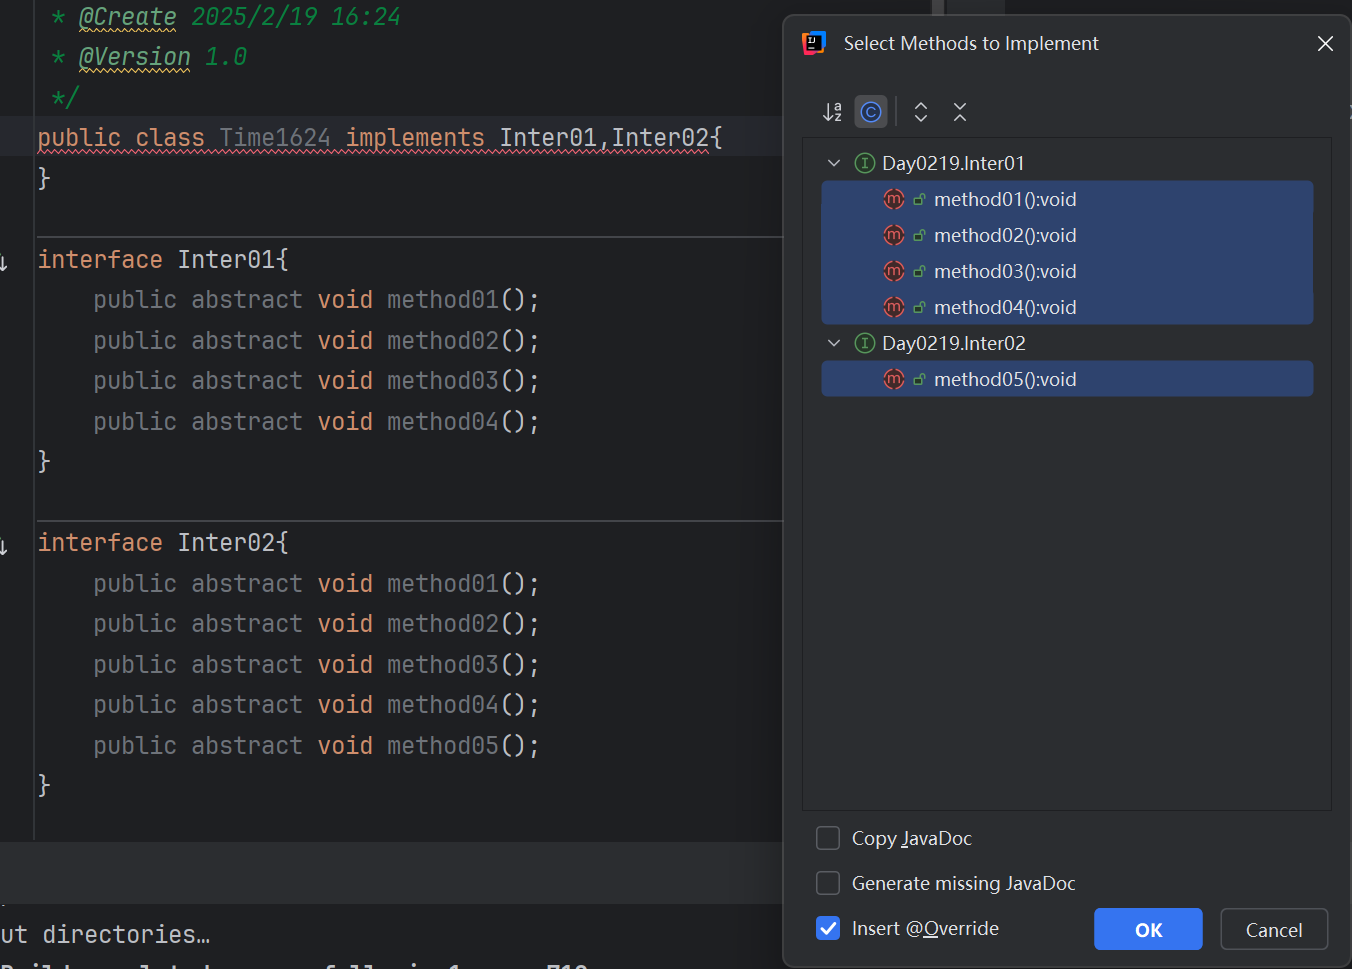 * @Create 2025/2/19 16:24
* @Version 1.0
*/
public class Time1624 implements Inter01,Inter02{
}
interface Inter01{
public abstract void method01();
public abstract void method02();
public abstract void method03();
public abstract void method04();
}
interface Inter02{
public abstract void method01();
public abstract void method02();
public abstract void method03();
public abstract void method04();
public abstract void method05();
}
ut directories…
Select Methods to Implement
Day0219.Inter01
method01():void
method02():void
method03():void
method04():void
Day0219.Inter02
method05():void
Copy JavaDoc
Generate missing JavaDoc
Insert @Override
OK
Cancel